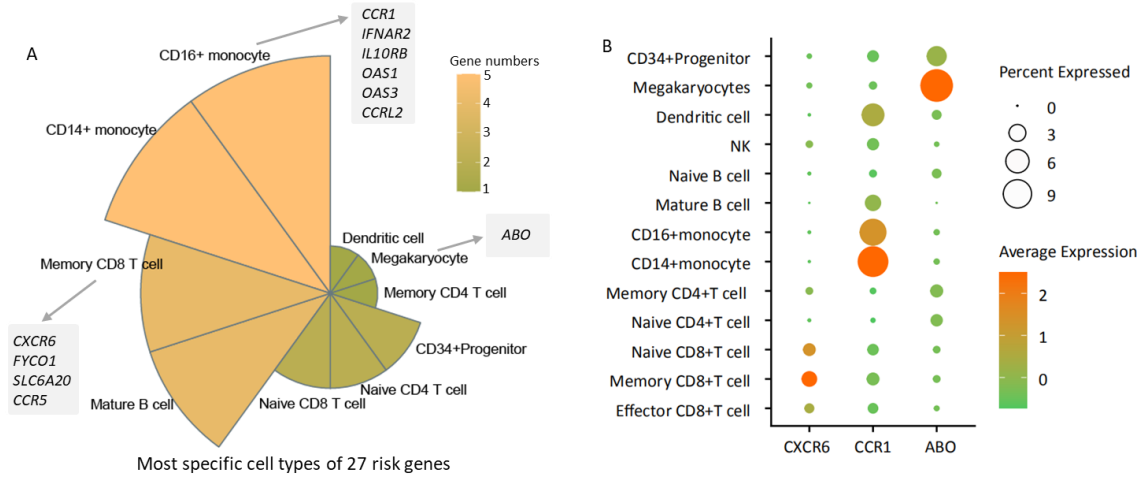 A
CD16+ monocyte
CCR1
IFNAR2
IL10RB
OAS1
OAS3
CCRL2
Gene numbers
5
4
3
2
1
CD14+ monocyte
Dendritic cell
Megakaryocyte
ABO
Memory CD8 T cell
Memory CD4 T cell
CXCR6
FYCO1
SLC6A20
CCR5
CD34+Progenitor
Naive CD4 T cell
Naive CD8 T cell
Mature B cell
Most specific cell types of 27 risk genes
B
CD34+Progenitor
Megakaryocytes
Dendritic cell
NK
Naive B cell
Mature B cell
CD16+monocyte
CD14+monocyte
Memory CD4+T cell
Naive CD4+T cell
Naive CD8+T cell
Memory CD8+T cell
Effector CD8+T cell
CXCR6 CCR1 ABO
Percent Expressed
0
3
6
9
Average Expression
2
1
0